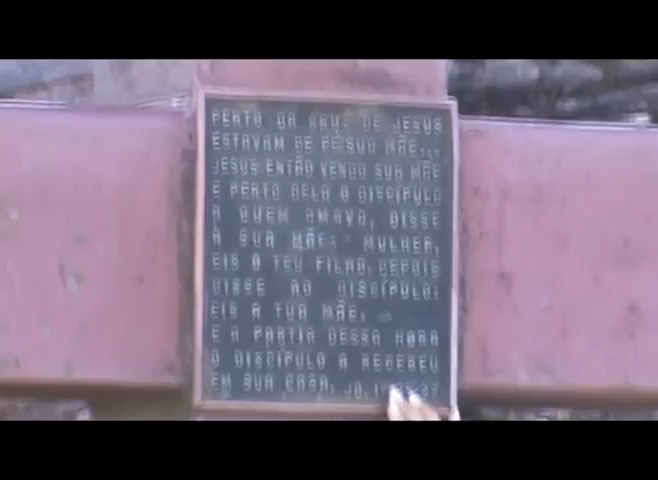 PERTO DA CRUZ DE JESUS
ESTAVAM DE PÉ SUA MÃE...
JESUS ENTÃO VENDO SUA MÃE
E PERTO DELA O DISCÍPULO
A QUEM AMAVA, DISSE
À SUA MÃE: MULHER,
EIS O TEU FILHO. DEPOIS
DISSE AO DISCÍPULO:
EIS A TUA MÃE.
E A PARTIR DESSA HORA
O DISCÍPULO A RECEBEU
EM SUA CASA. JO.